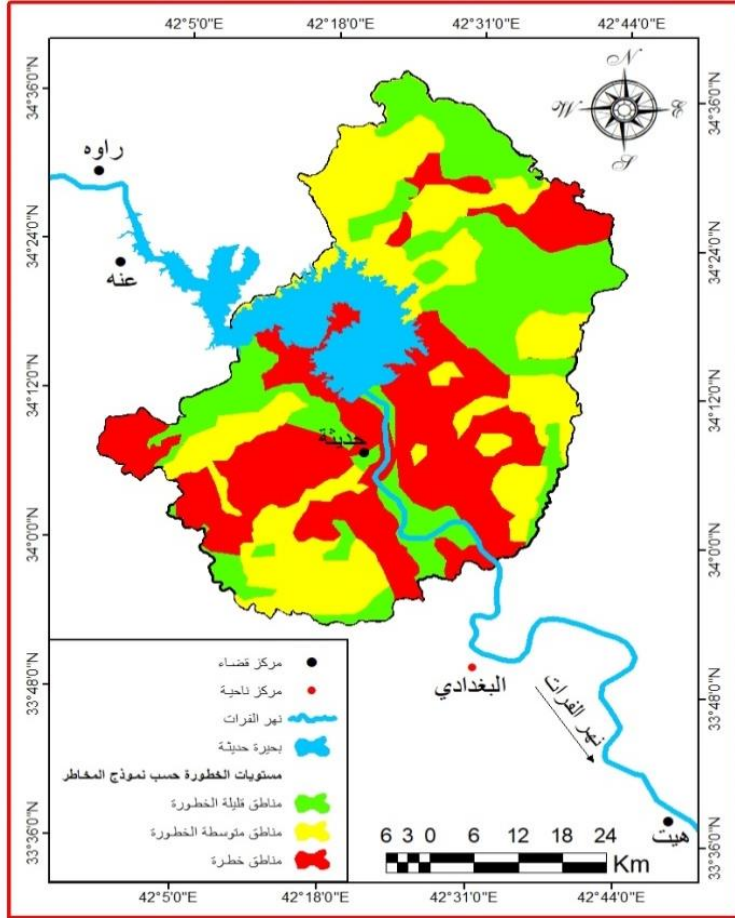 42°5'0"E 42°18'0"E 42°31'0"E 42°44'0"E
34°36'0"N
34°24'0"N
34°12'0"N
34°0'0"N
33°48'0"N
33°36'0"N
34°36'0"N
34°24'0"N
34°12'0"N
34°0'0"N
33°48'0"N
33°36'0"N
N
W E
S
راوه
عنه
حديثة
البغدادي
نهر الفرات
هيت
مركز قضاء
مركز ناحية
نهر الفرات
بحيرة حديثة
مستويات الخطورة حسب نموذج المخاطر
مناطق قليلة الخطورة
مناطق متوسطة الخطورة
مناطق خطرة
6 3 0 6 12 18 24
Km
42°5'0"E 42°18'0"E 42°31'0"E 42°44'0"E